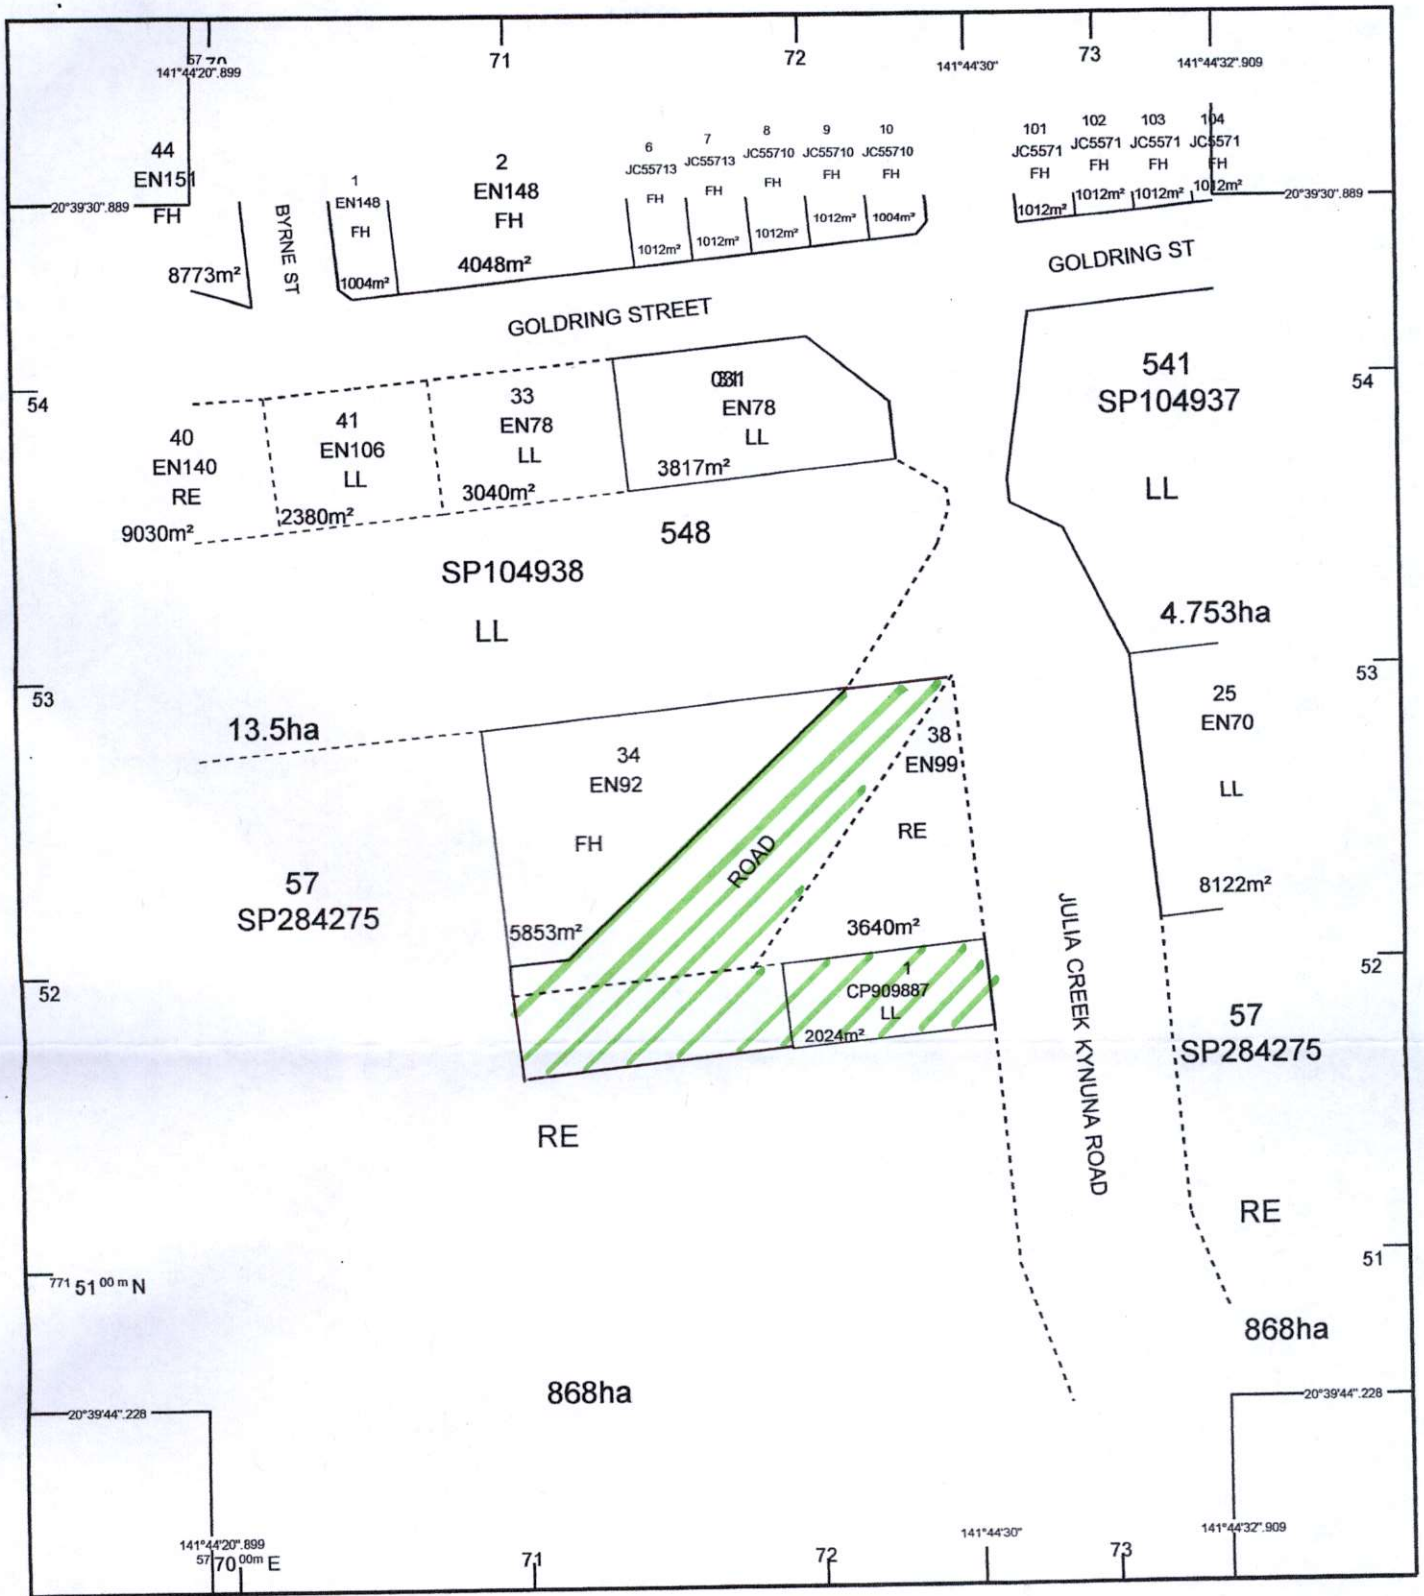 57 70
71
72
73
141°44'20".899
141°44'30"
141°44'32".909
44
EN151
FH
8773m²
20°39'30".889
BYRNE ST
1
EN148
FH
1004m²
2
EN148
FH
4048m²
6
JC55713
FH
1012m²
7
JC55713
FH
1012m²
8
JC55710
FH
1012m²
9
JC55710
FH
1012m²
10
JC55710
FH
1004m²
101
JC5571
FH
1012m²
102
JC5571
FH
1012m²
103
JC5571
FH
1012m²
104
JC5571
FH
1012m²
20°39'30".889
GOLDRING STREET
GOLDRING ST
54
40
EN140
RE
9030m²
41
EN106
LL
2380m²
33
EN78
LL
3040m²
EN78
LL
3817m²
541
SP104937
LL
4.753ha
54
548
SP104938
LL
13.5ha
53
53
34
EN92
FH
5853m²
ROAD
38
EN99
RE
3640m²
25
EN70
LL
8122m²
57
SP284275
52
1
CP909887
LL
2024m²
JULIA CREEK KYNUNA ROAD
52
57
SP284275
RE
RE
771 51 00 m N
51
868ha
868ha
20°39'44".228
20°39'44".228
141°44'20".899
141°44'30"
141°44'32".909
57 70 00m E
71
72
73